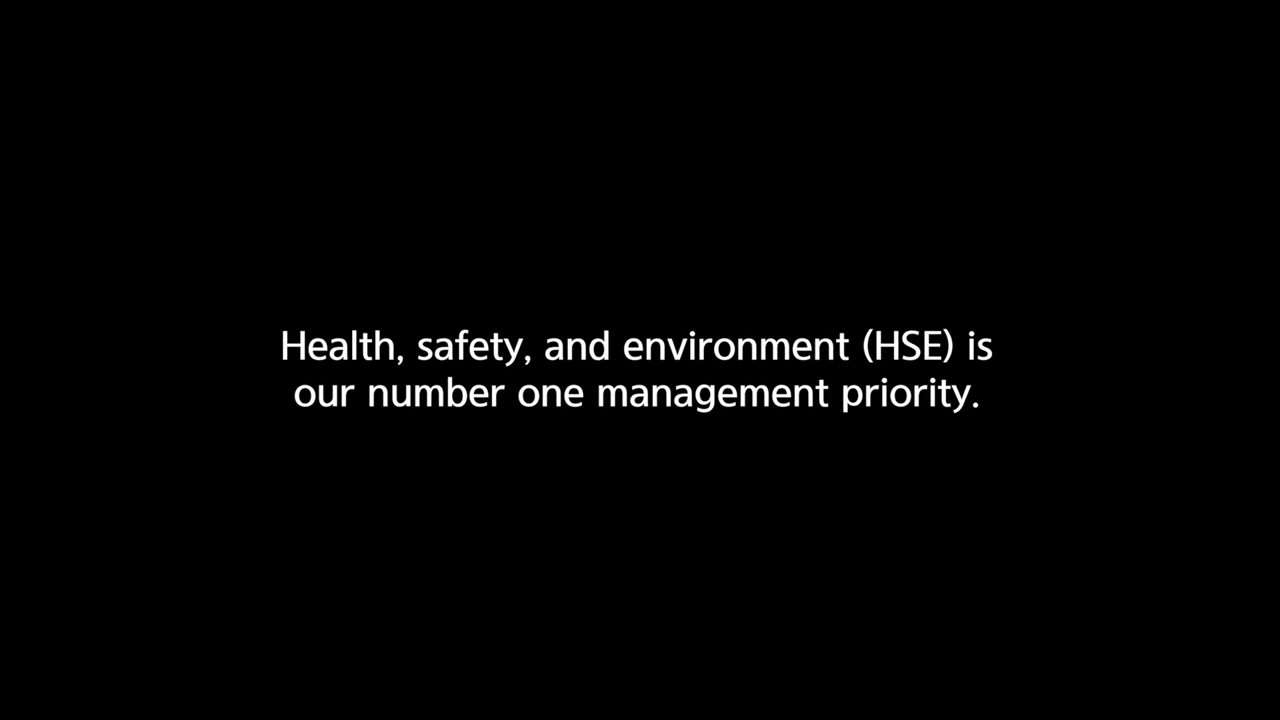 Health, safety, and environment (HSE) is
our number one management priority.